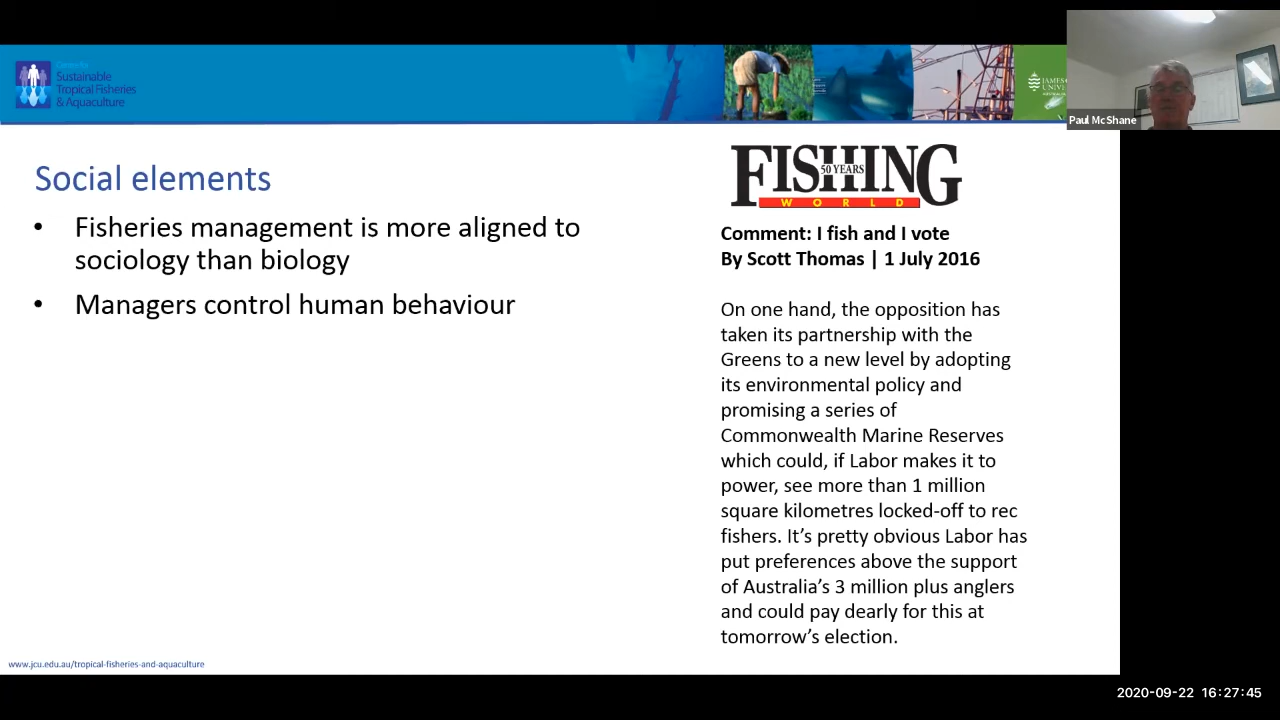 Centre for
Sustainable
Tropical Fisheries
& Aquaculture
Paul Mc Shane
Social elements
• Fisheries management is more aligned to
sociology than biology
• Managers control human behaviour
FISHING
50 YEARS
WORLD
Comment: I fish and I vote
By Scott Thomas | 1 July 2016
On one hand, the opposition has
taken its partnership with the
Greens to a new level by adopting
its environmental policy and
promising a series of
Commonwealth Marine Reserves
which could, if Labor makes it to
power, see more than 1 million
square kilometres locked-off to rec
fishers. It’s pretty obvious Labor has
put preferences above the support
of Australia’s 3 million plus anglers
and could pay dearly for this at
tomorrow’s election.
www.jcu.edu.au/tropical-fisheries-and-aquaculture
2020-09-22 16:27:45